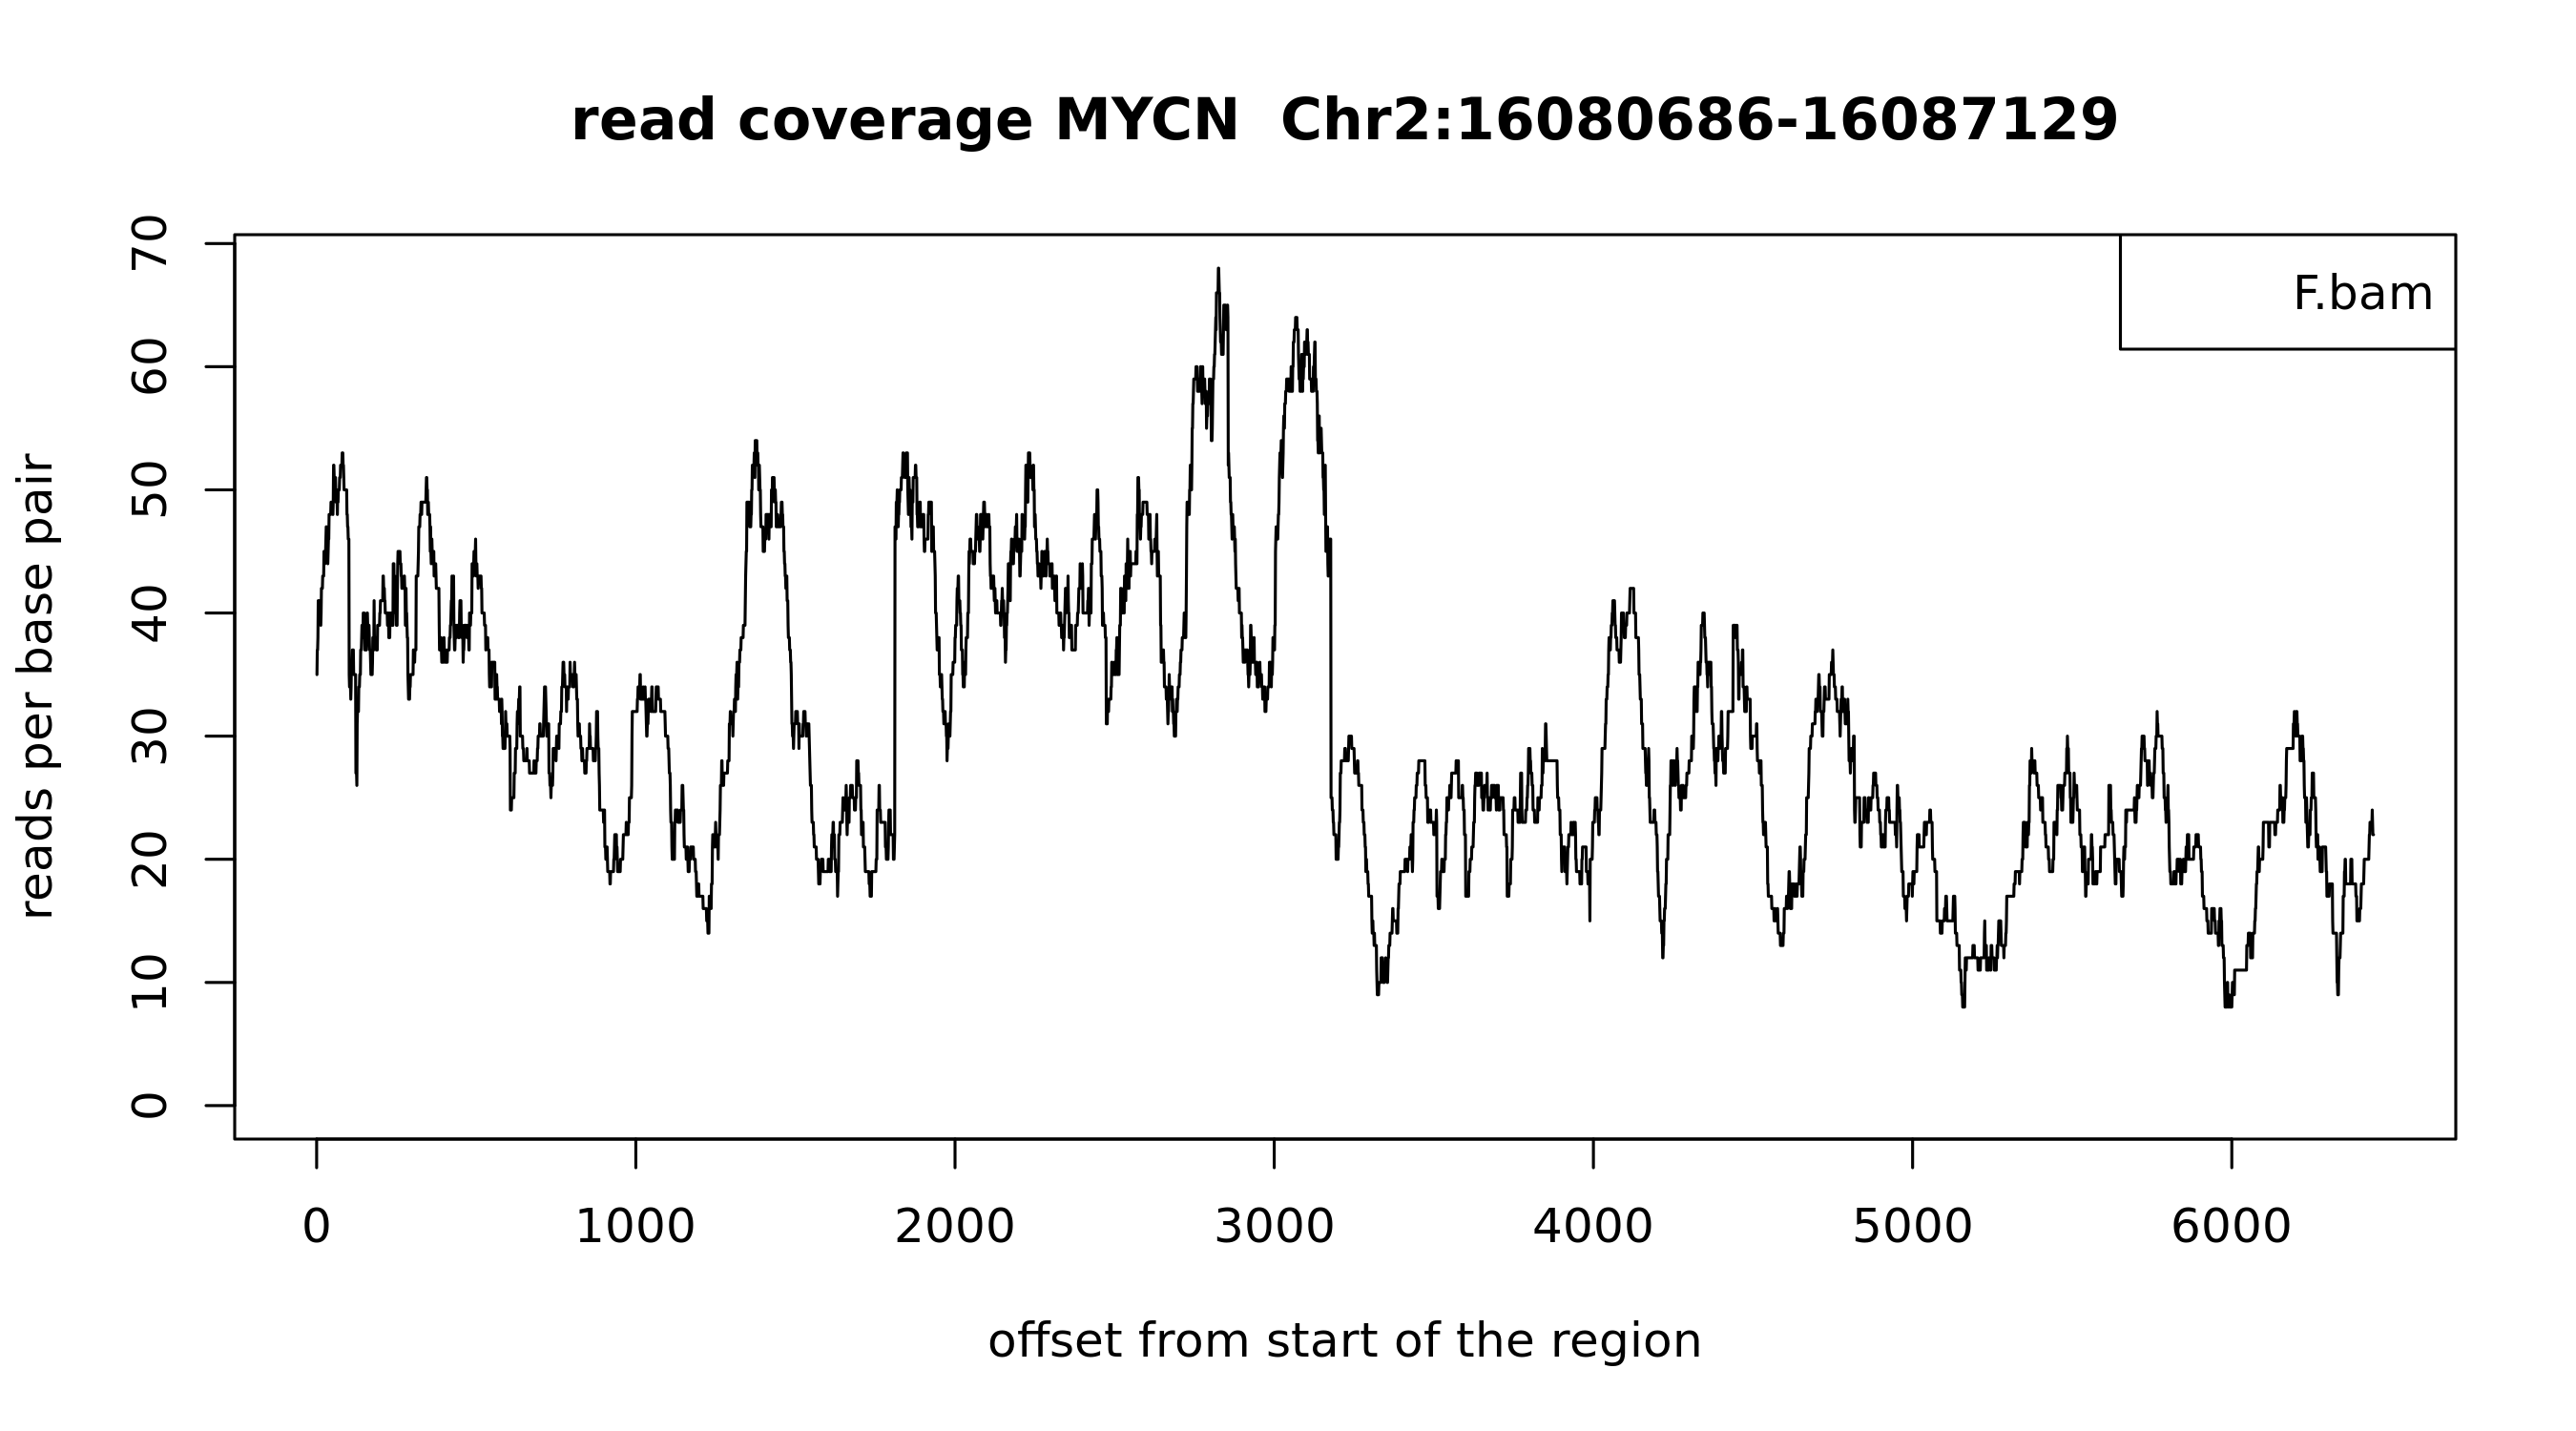 read coverage MYCN  Chr2:16080686-16087129
F.bam
reads per base pair
70
60
50
40
30
20
10
0
0 1000 2000 3000 4000 5000 6000
offset from start of the region